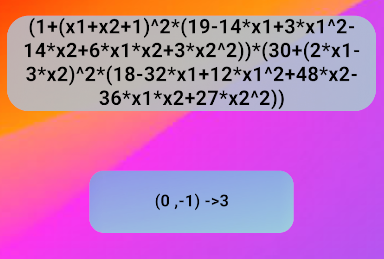 (1+(x1+x2+1)^2*(19-14*x1+3*x1^2-
14*x2+6*x1*x2+3*x2^2))*(30+(2*x1-
3*x2)^2*(18-32*x1+12*x1^2+48*x2-
36*x1*x2+27*x2^2))
(0 ,-1) ->3